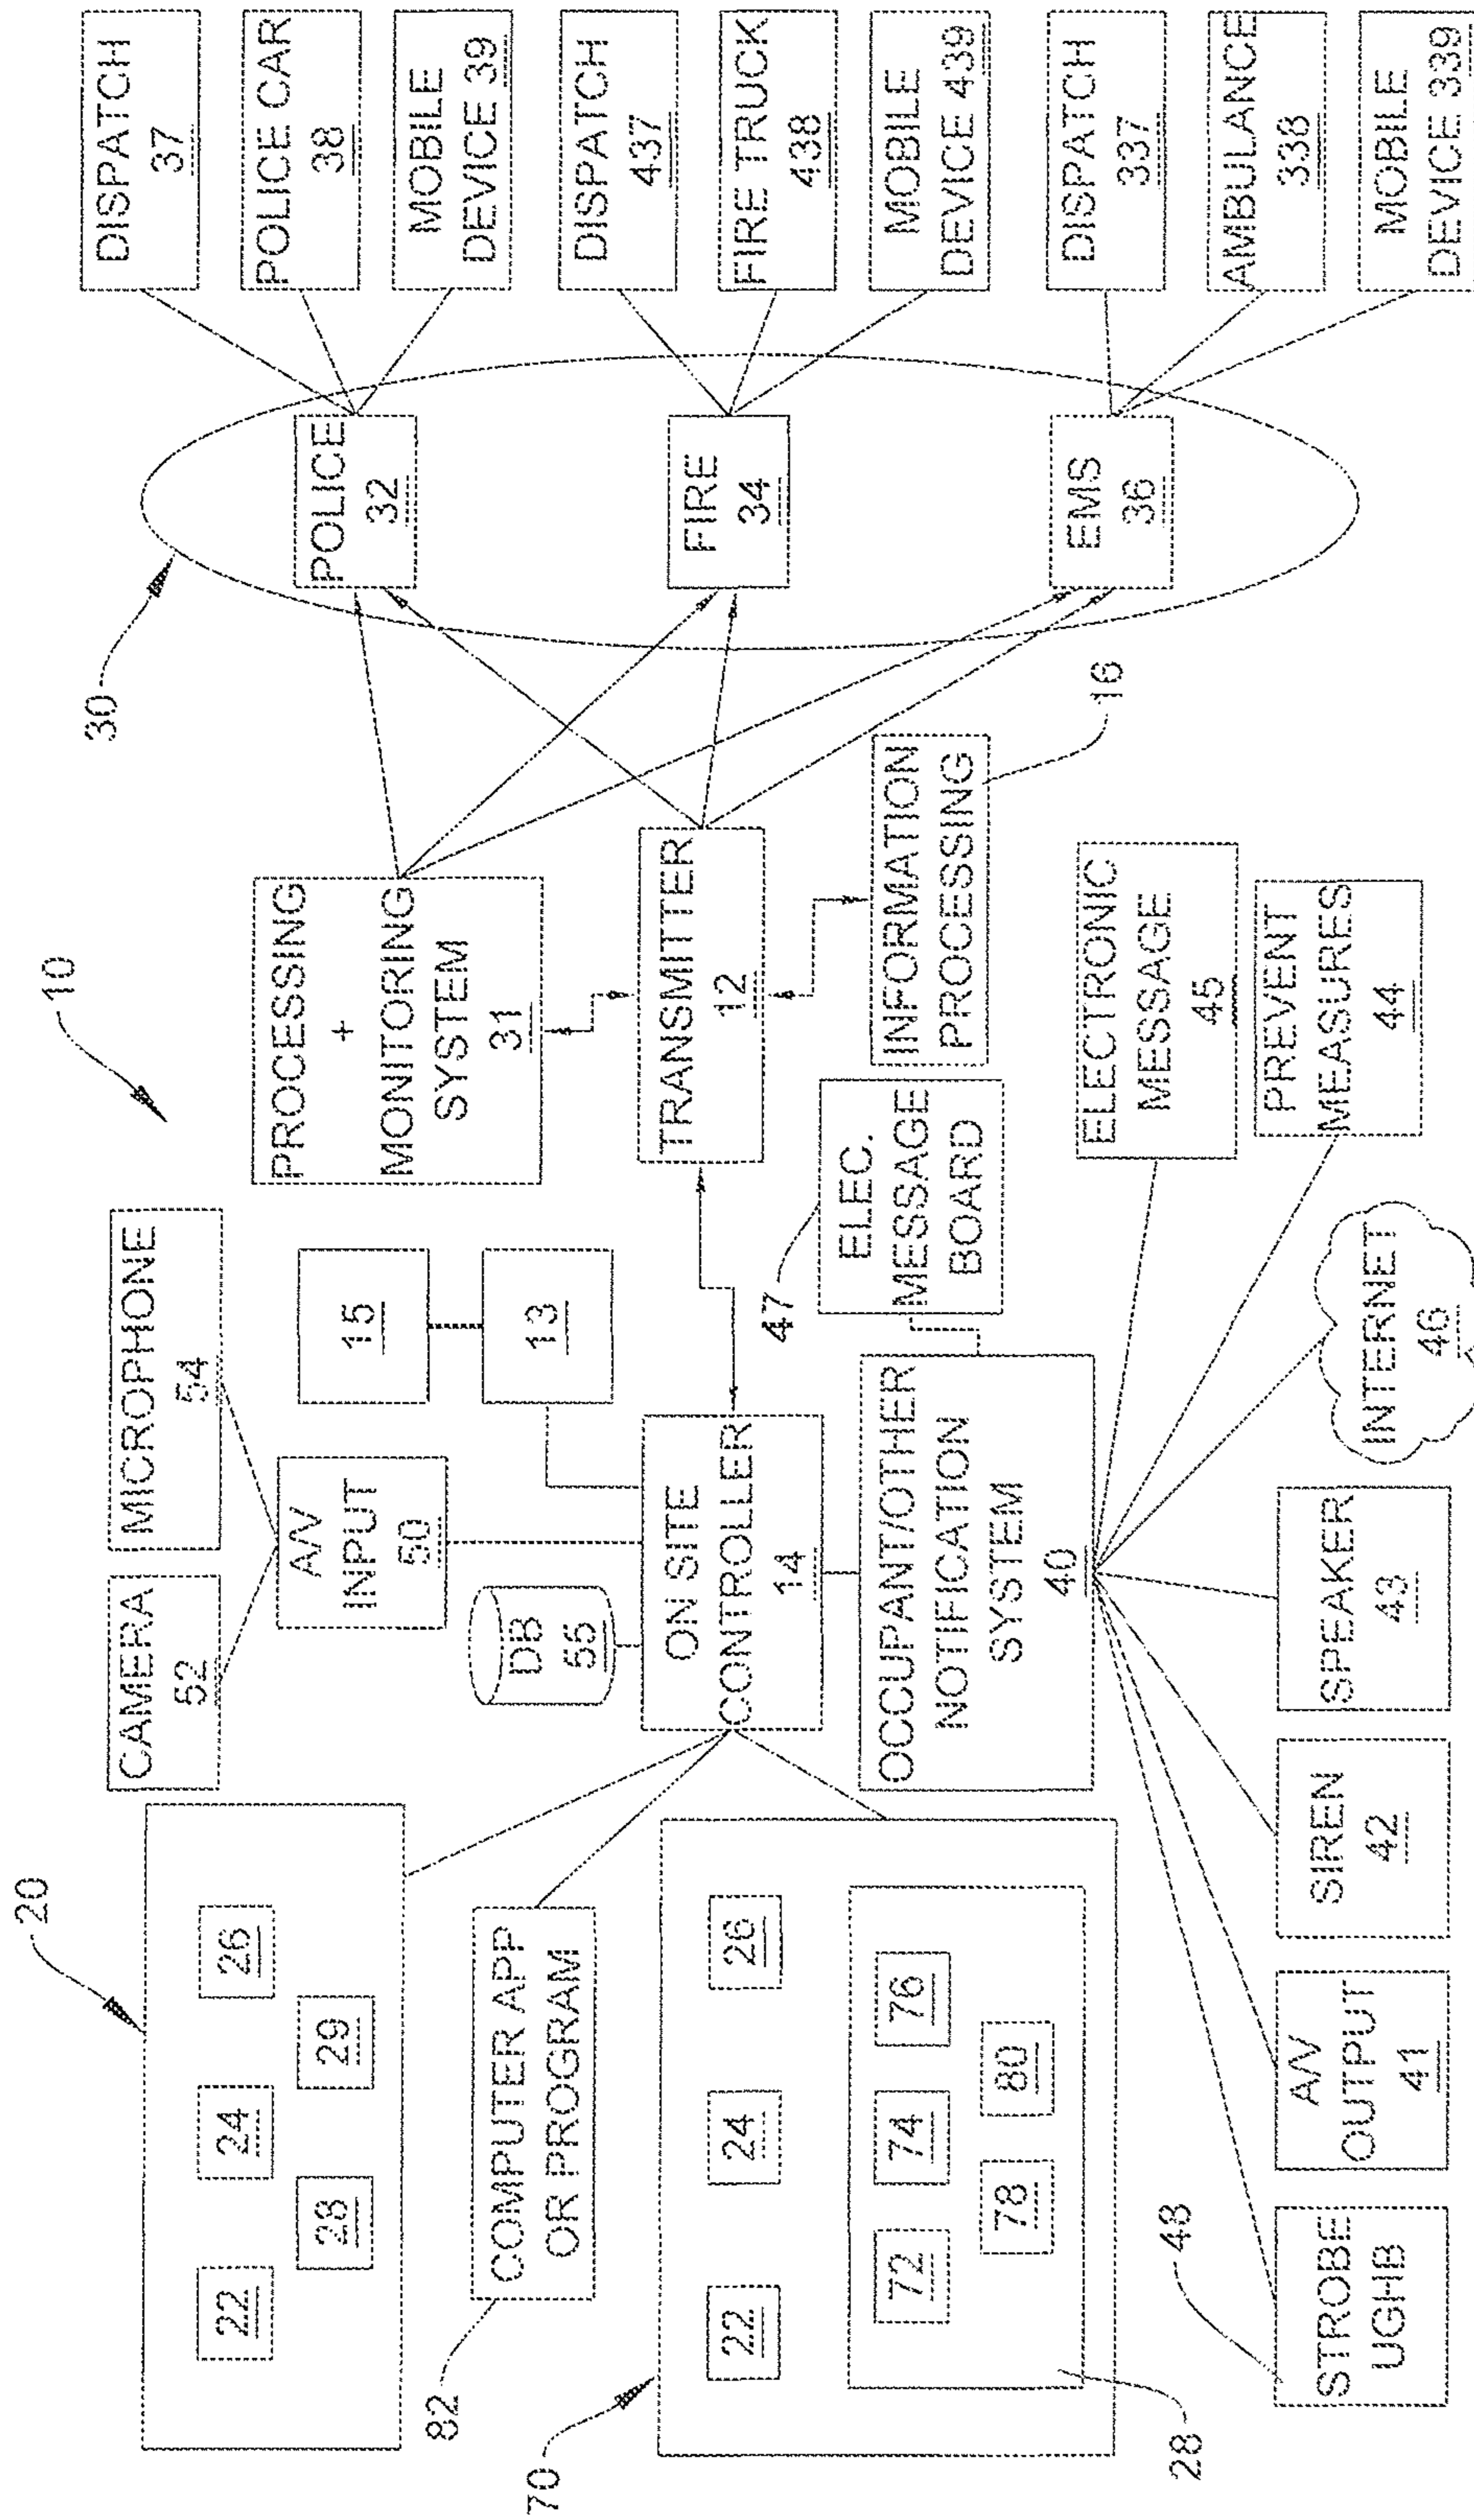 10
20
22
24
26
28
29
CAMERA
52
MICROPHONE
54
A/V
INPUT
50
DB
55
15
13
82
COMPUTER APP
OR PROGRAM
ON SITE
CONTROLLER
14
PROCESSING
+
MONITORING
SYSTEM
31
TRANSMITTER
12
INFORMATION
PROCESSING
16
70
22
24
26
72
74
76
78
80
28
OCCUPANT/OTHER
NOTIFICATION
SYSTEM
40
47
ELEC.
MESSAGE
BOARD
ELECTRONIC
MESSAGE
45
PREVENT
MEASURES
44
48
STROBE
UGHB
A/V
OUTPUT
41
SIREN
42
SPEAKER
43
INTERNET
46
30
POLICE
32
FIRE
34
EMS
36
DISPATCH
37
POLICE CAR
38
MOBILE
DEVICE 39
DISPATCH
437
FIRE TRUCK
438
MOBILE
DEVICE 439
DISPATCH
337
AMBULANCE
338
MOBILE
DEVICE 339